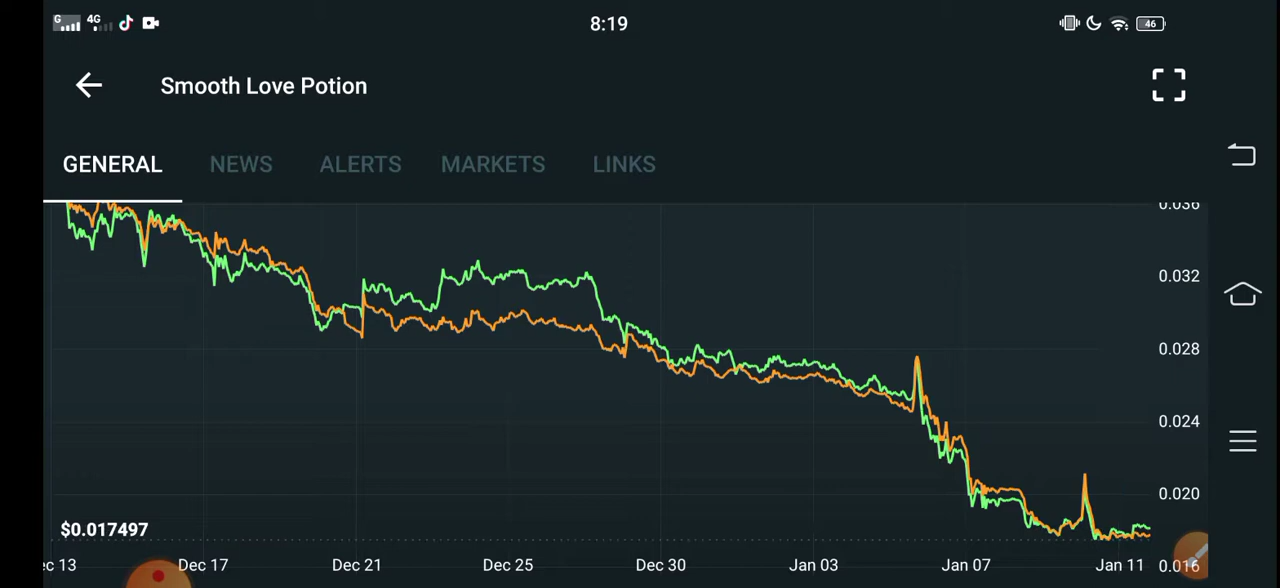 G 4G 8:19 46
Smooth Love Potion
GENERAL NEWS ALERTS MARKETS LINKS
0.036
0.032
0.028
0.024
0.020
$0.017497
0.016
ec 13 Dec 17 Dec 21 Dec 25 Dec 30 Jan 03 Jan 07 Jan 11